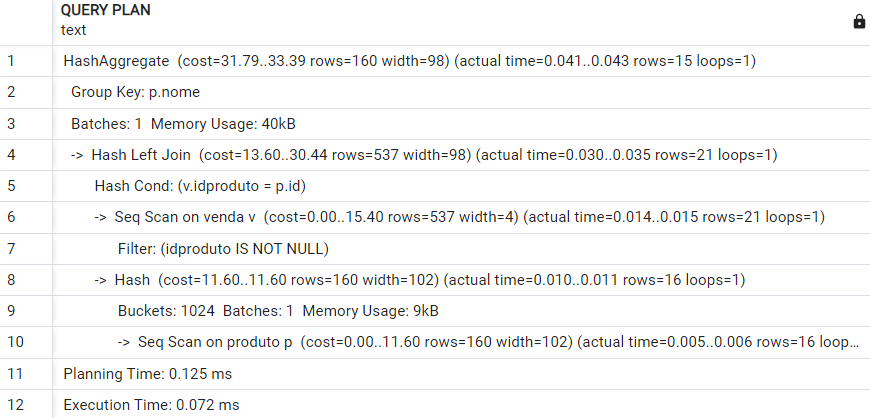 QUERY PLAN
text
1 HashAggregate (cost=31.79..33.39 rows=160 width=98) (actual time=0.041..0.043 rows=15 loops=1)
2 Group Key: p.nome
3 Batches: 1 Memory Usage: 40kB
4 -> Hash Left Join (cost=13.60..30.44 rows=537 width=98) (actual time=0.030..0.035 rows=21 loops=1)
5 Hash Cond: (v.idproduto = p.id)
6 -> Seq Scan on venda v (cost=0.00..15.40 rows=537 width=4) (actual time=0.014..0.015 rows=21 loops=1)
7 Filter: (idproduto IS NOT NULL)
8 -> Hash (cost=11.60..11.60 rows=160 width=102) (actual time=0.010..0.011 rows=16 loops=1)
9 Buckets: 1024 Batches: 1 Memory Usage: 9kB
10 -> Seq Scan on produto p (cost=0.00..11.60 rows=160 width=102) (actual time=0.005..0.006 rows=16 loop...
11 Planning Time: 0.125 ms
12 Execution Time: 0.072 ms